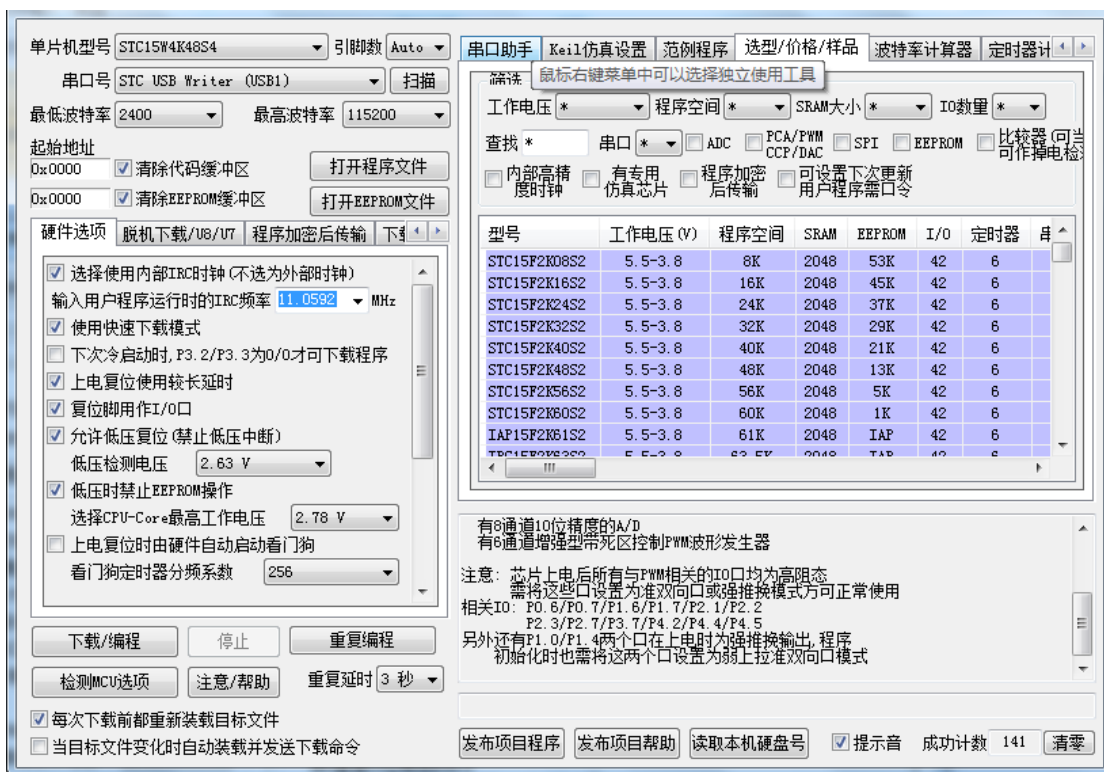 单片机型号 STC15W4K48S4 引脚数 Auto
串口号 STC USB Writer (USB1) 扫描
最低波特率 2400 最高波特率 115200
起始地址
0x0000 清除代码缓冲区 打开程序文件
0x0000 清除EEPROM缓冲区 打开EEPROM文件
硬件选项 脱机下载/U8/U7 程序加密后传输
选择使用内部IRC时钟(不选为外部时钟)
输入用户程序运行时的IRC频率 11.0592 MHz
使用快速下载模式
下次冷启动时,P3.2/P3.3为0/0才可下载程序
上电复位使用较长延时
复位脚用作I/O口
允许低压复位(禁止低压中断)
低压检测电压 2.63 V
低压时禁止EEPROM操作
选择CPU-Core最高工作电压 2.78 V
上电复位时由硬件自动启动看门狗
看门狗定时器分频系数 256
下载/编程 停止 重复编程
检测MCU选项 注意/帮助 重复延时 3 秒
每次下载前都重新装载目标文件
当目标文件变化时自动装载并发送下载命令
串口助手 Keil仿真设置 范例程序 选型/价格/样品 波特率计算器 定时器计
鼠标右键菜单中可以选择独立使用工具
筛选
工作电压 * 程序空间 * SRAM大小 * IO数量 *
查找 * 串口 * ADC PCA/PWM CCP/DAC SPI EEPROM 比较器(可当 可作掉电检
内部高精度时钟 有专用仿真芯片 程序加密后传输 可设置下次更新用户程序需口令
型号 工作电压(V) 程序空间 SRAM EEPROM I/O 定时器 串
STC15F2K08S2 5.5-3.8 8K 2048 53K 42 6
STC15F2K16S2 5.5-3.8 16K 2048 45K 42 6
STC15F2K24S2 5.5-3.8 24K 2048 37K 42 6
STC15F2K32S2 5.5-3.8 32K 2048 29K 42 6
STC15F2K40S2 5.5-3.8 40K 2048 21K 42 6
STC15F2K48S2 5.5-3.8 48K 2048 13K 42 6
STC15F2K56S2 5.5-3.8 56K 2048 5K 42 6
STC15F2K60S2 5.5-3.8 60K 2048 1K 42 6
IAP15F2K61S2 5.5-3.8 61K 2048 IAP 42 6
有8通道10位精度的A/D
有6通道增强型带死区控制PWM波形发生器
注意: 芯片上电后所有与PWM相关的IO口均为高阻态
需将这些口设置为准双向口或强推挽模式方可正常使用
相关IO: P0.6/P0.7/P1.6/P1.7/P2.1/P2.2
P2.3/P2.7/P3.7/P4.2/P4.4/P4.5
另外还有P1.0/P1.4两个口在上电时为强推挽输出,程序
初始化时也需将这两个口设置为弱上拉准双向口模式
发布项目程序 发布项目帮助 读取本机硬盘号 提示音 成功计数 141 清零